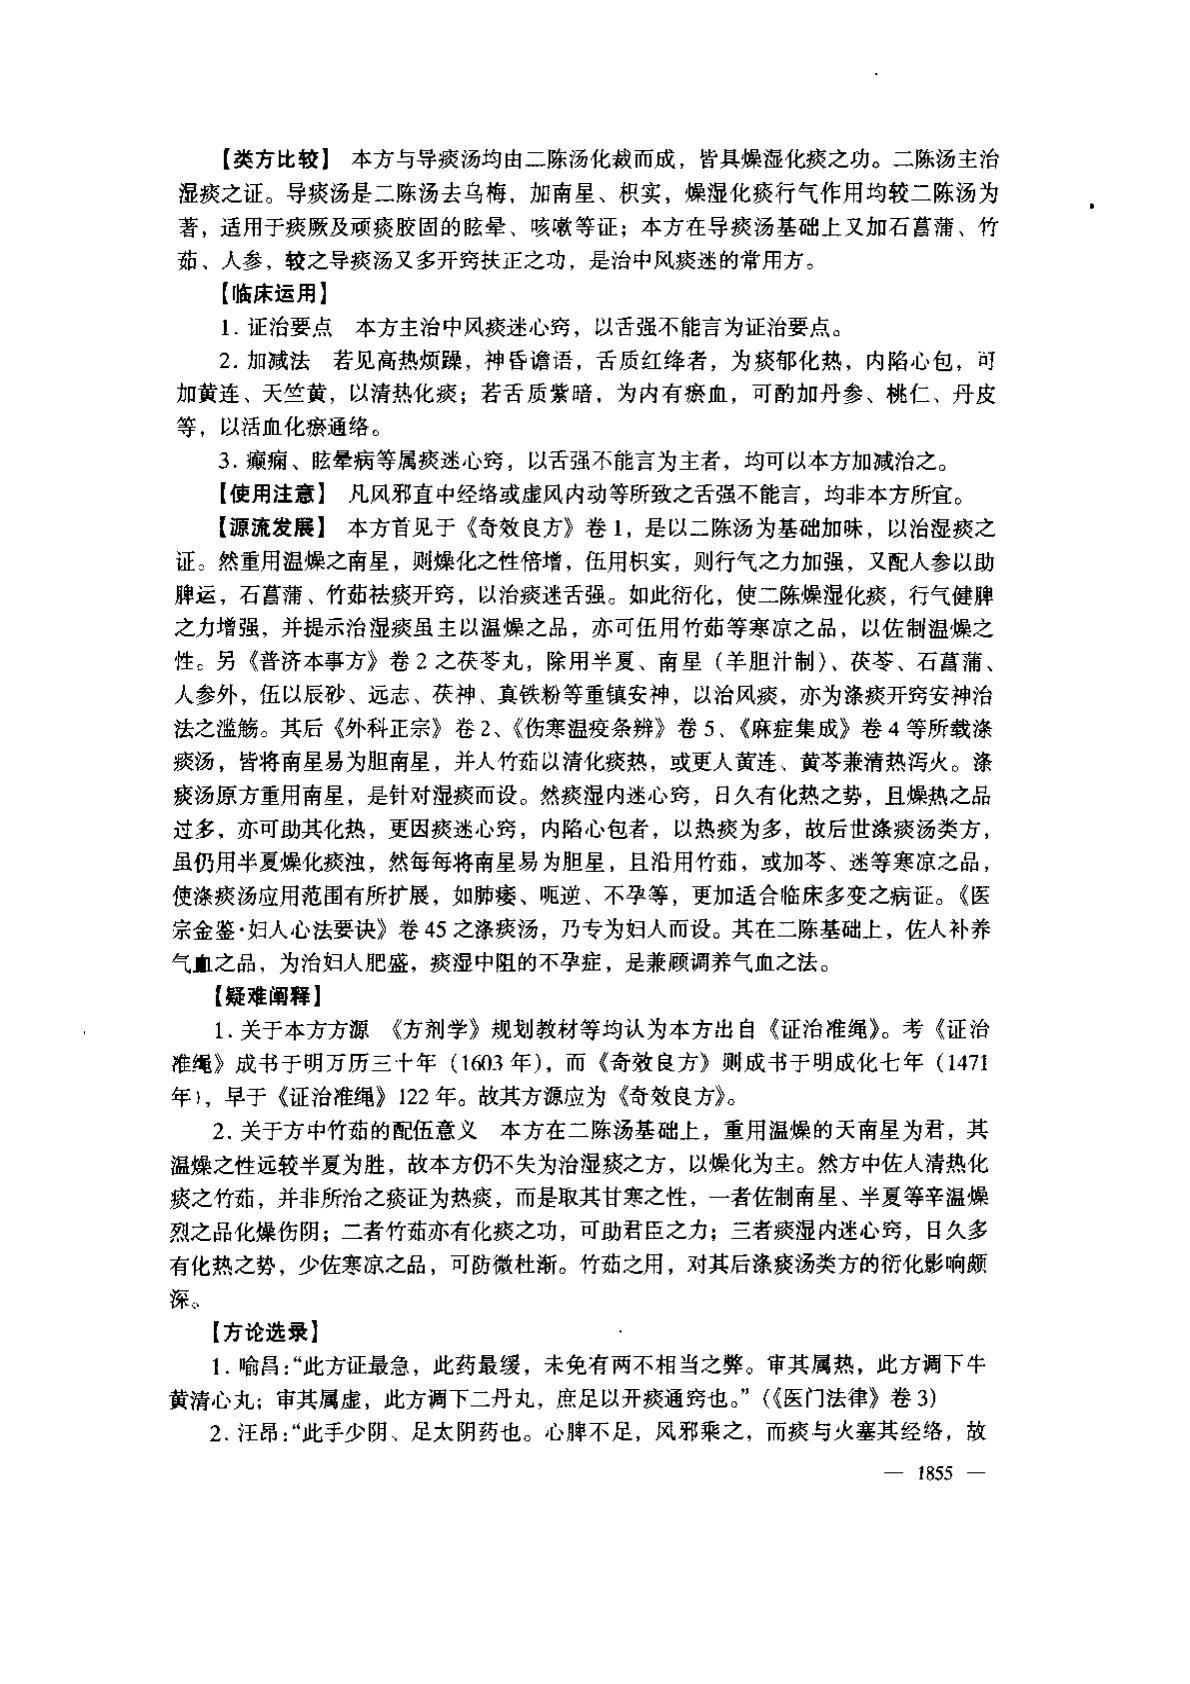 【类方比较】 本方与导痰汤均由二陈汤化裁而成，皆具燥湿化痰之功。二陈汤主治
湿痰之证。导痰汤是二陈汤去乌梅，加南星、枳实，燥湿化痰行气作用均较二陈汤为
著，适用于痰厥及顽痰胶固的眩晕、咳嗽等证；本方在导痰汤基础上又加石菖蒲、竹
茹、人参，较之导痰汤又多开窍扶正之功，是治中风痰迷的常用方。
【临床运用】
1. 证治要点 本方主治中风痰迷心窍，以舌强不能言为证治要点。
2. 加减法 若见高热烦躁，神昏谵语，舌质红绛者，为痰郁化热，内陷心包，可
加黄连、天竺黄，以清热化痰；若舌质紫暗，为内有瘀血，可酌加丹参、桃仁、丹皮
等，以活血化瘀通络。
3. 癫痫、眩晕病等属痰迷心窍，以舌强不能言为主者，均可以本方加减治之。
【使用注意】 凡风邪直中经络或虚风内动等所致之舌强不能言，均非本方所宜。
【源流发展】 本方首见于《奇效良方》卷 1，是以二陈汤为基础加味，以治湿痰之
证。然重用温燥之南星，则燥化之性倍增，伍用枳实，则行气之力加强，又配人参以助
脾运，石菖蒲、竹茹祛痰开窍，以治痰迷舌强。如此衍化，使二陈燥湿化痰，行气健脾
之力增强，并提示治湿痰虽主以温燥之品，亦可伍用竹茹等寒凉之品，以佐制温燥之
性。另《普济本事方》卷 2 之茯苓丸，除用半夏、南星（羊胆汁制）、茯苓、石菖蒲、
人参外，伍以辰砂、远志、茯神、真铁粉等重镇安神，以治风痰，亦为涤痰开窍安神治
法之滥觞。其后《外科正宗》卷 2、《伤寒温疫条辨》卷 5、《麻症集成》卷 4 等所载涤
痰汤，皆将南星易为胆南星，并人竹茹以清化痰热，或更人黄连、黄芩兼清热泻火。涤
痰汤原方重用南星，是针对湿痰而设。然痰湿内迷心窍，日久有化热之势，且燥热之品
过多，亦可助其化热，更因痰迷心窍，内陷心包者，以热痰为多，故后世涤痰汤类方，
虽仍用半夏燥化痰浊，然每每将南星易为胆星，且沿用竹茹，或加芩、迷等寒凉之品，
使涤痰汤应用范围有所扩展，如肺痿、呃逆、不孕等，更加适合临床多变之病证。《医
宗金鉴·妇人心法要诀》卷 45 之涤痰汤，乃专为妇人而设。其在二陈基础上，佐人补养
气血之品，为治妇人肥盛，痰湿中阻的不孕症，是兼顾调养气血之法。
【疑难阐释】
1. 关于本方方源 《方剂学》规划教材等均认为本方出自《证治准绳》。考《证治
准绳》成书于明万历三十年（1603 年），而《奇效良方》则成书于明成化七年（1471
年），早于《证治准绳》122 年。故其方源应为《奇效良方》。
2. 关于方中竹茹的配伍意义 本方在二陈汤基础上，重用温燥的天南星为君，其
温燥之性远较半夏为胜，故本方仍不失为治湿痰之方，以燥化为主。然方中佐人清热化
痰之竹茹，并非所治之痰证为热痰，而是取其甘寒之性，一者佐制南星、半夏等辛温燥
烈之品化燥伤阴；二者竹茹亦有化痰之功，可助君臣之力；三者痰湿内迷心窍，日久多
有化热之势，少佐寒凉之品，可防微杜渐。竹茹之用，对其后涤痰汤类方的衍化影响颇
深。
【方论选录】
1. 喻昌：“此方证最急，此药最缓，未免有两不相当之弊。审其属热，此方调下牛
黄清心丸；审其属虚，此方调下二丹丸，庶足以开痰通窍也。”（《医门法律》卷 3）
2. 汪昂：“此手少阴、足太阴药也。心脾不足，风邪乘之，而痰与火塞其经络，故
— 1855 —